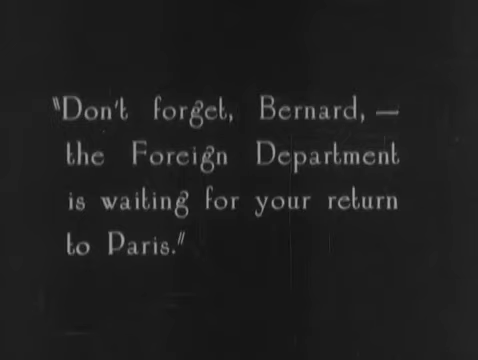 "Don't forget, Bernard, —
the Foreign Department
is waiting for your return
to Paris."